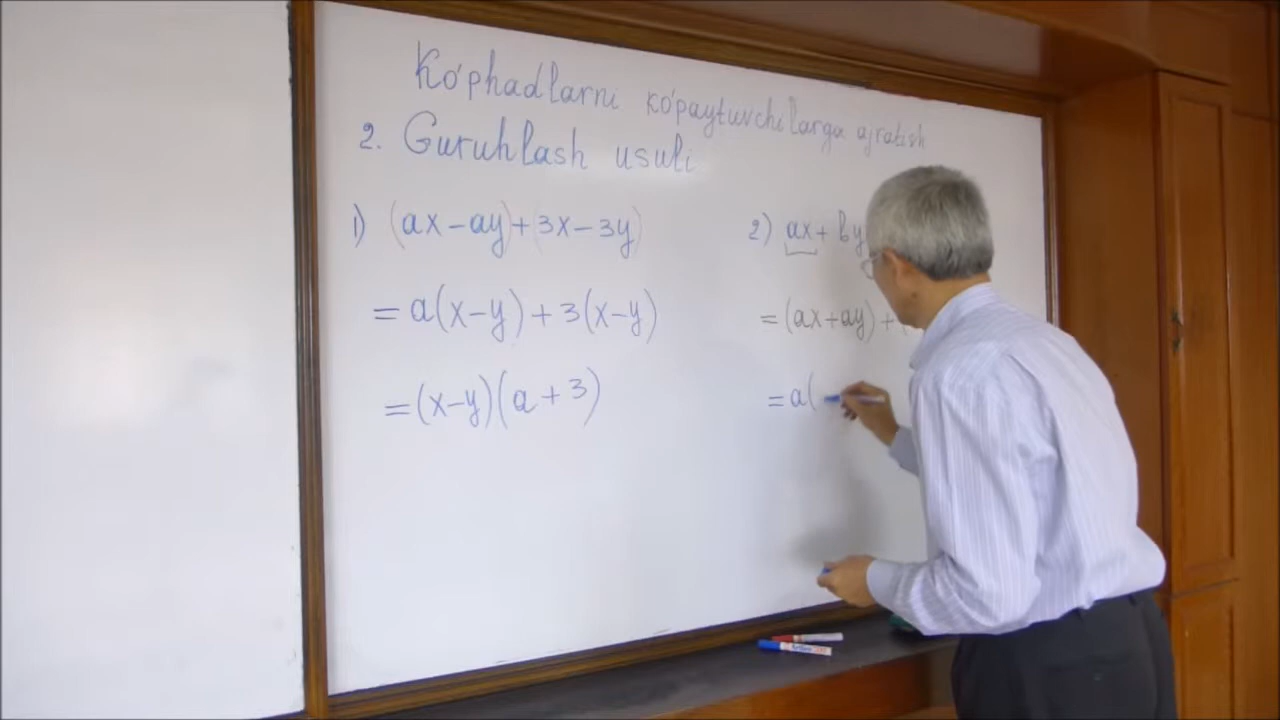 Ko'phadlarni ko'paytuvchilarga ajratish
2. Guruhlash usuli
1) (ax-ay)+(3x-3y)
= a(x-y)+3(x-y)
=(x-y)(a+3)
2) ax+by
=(ax+ay)+(
=a(